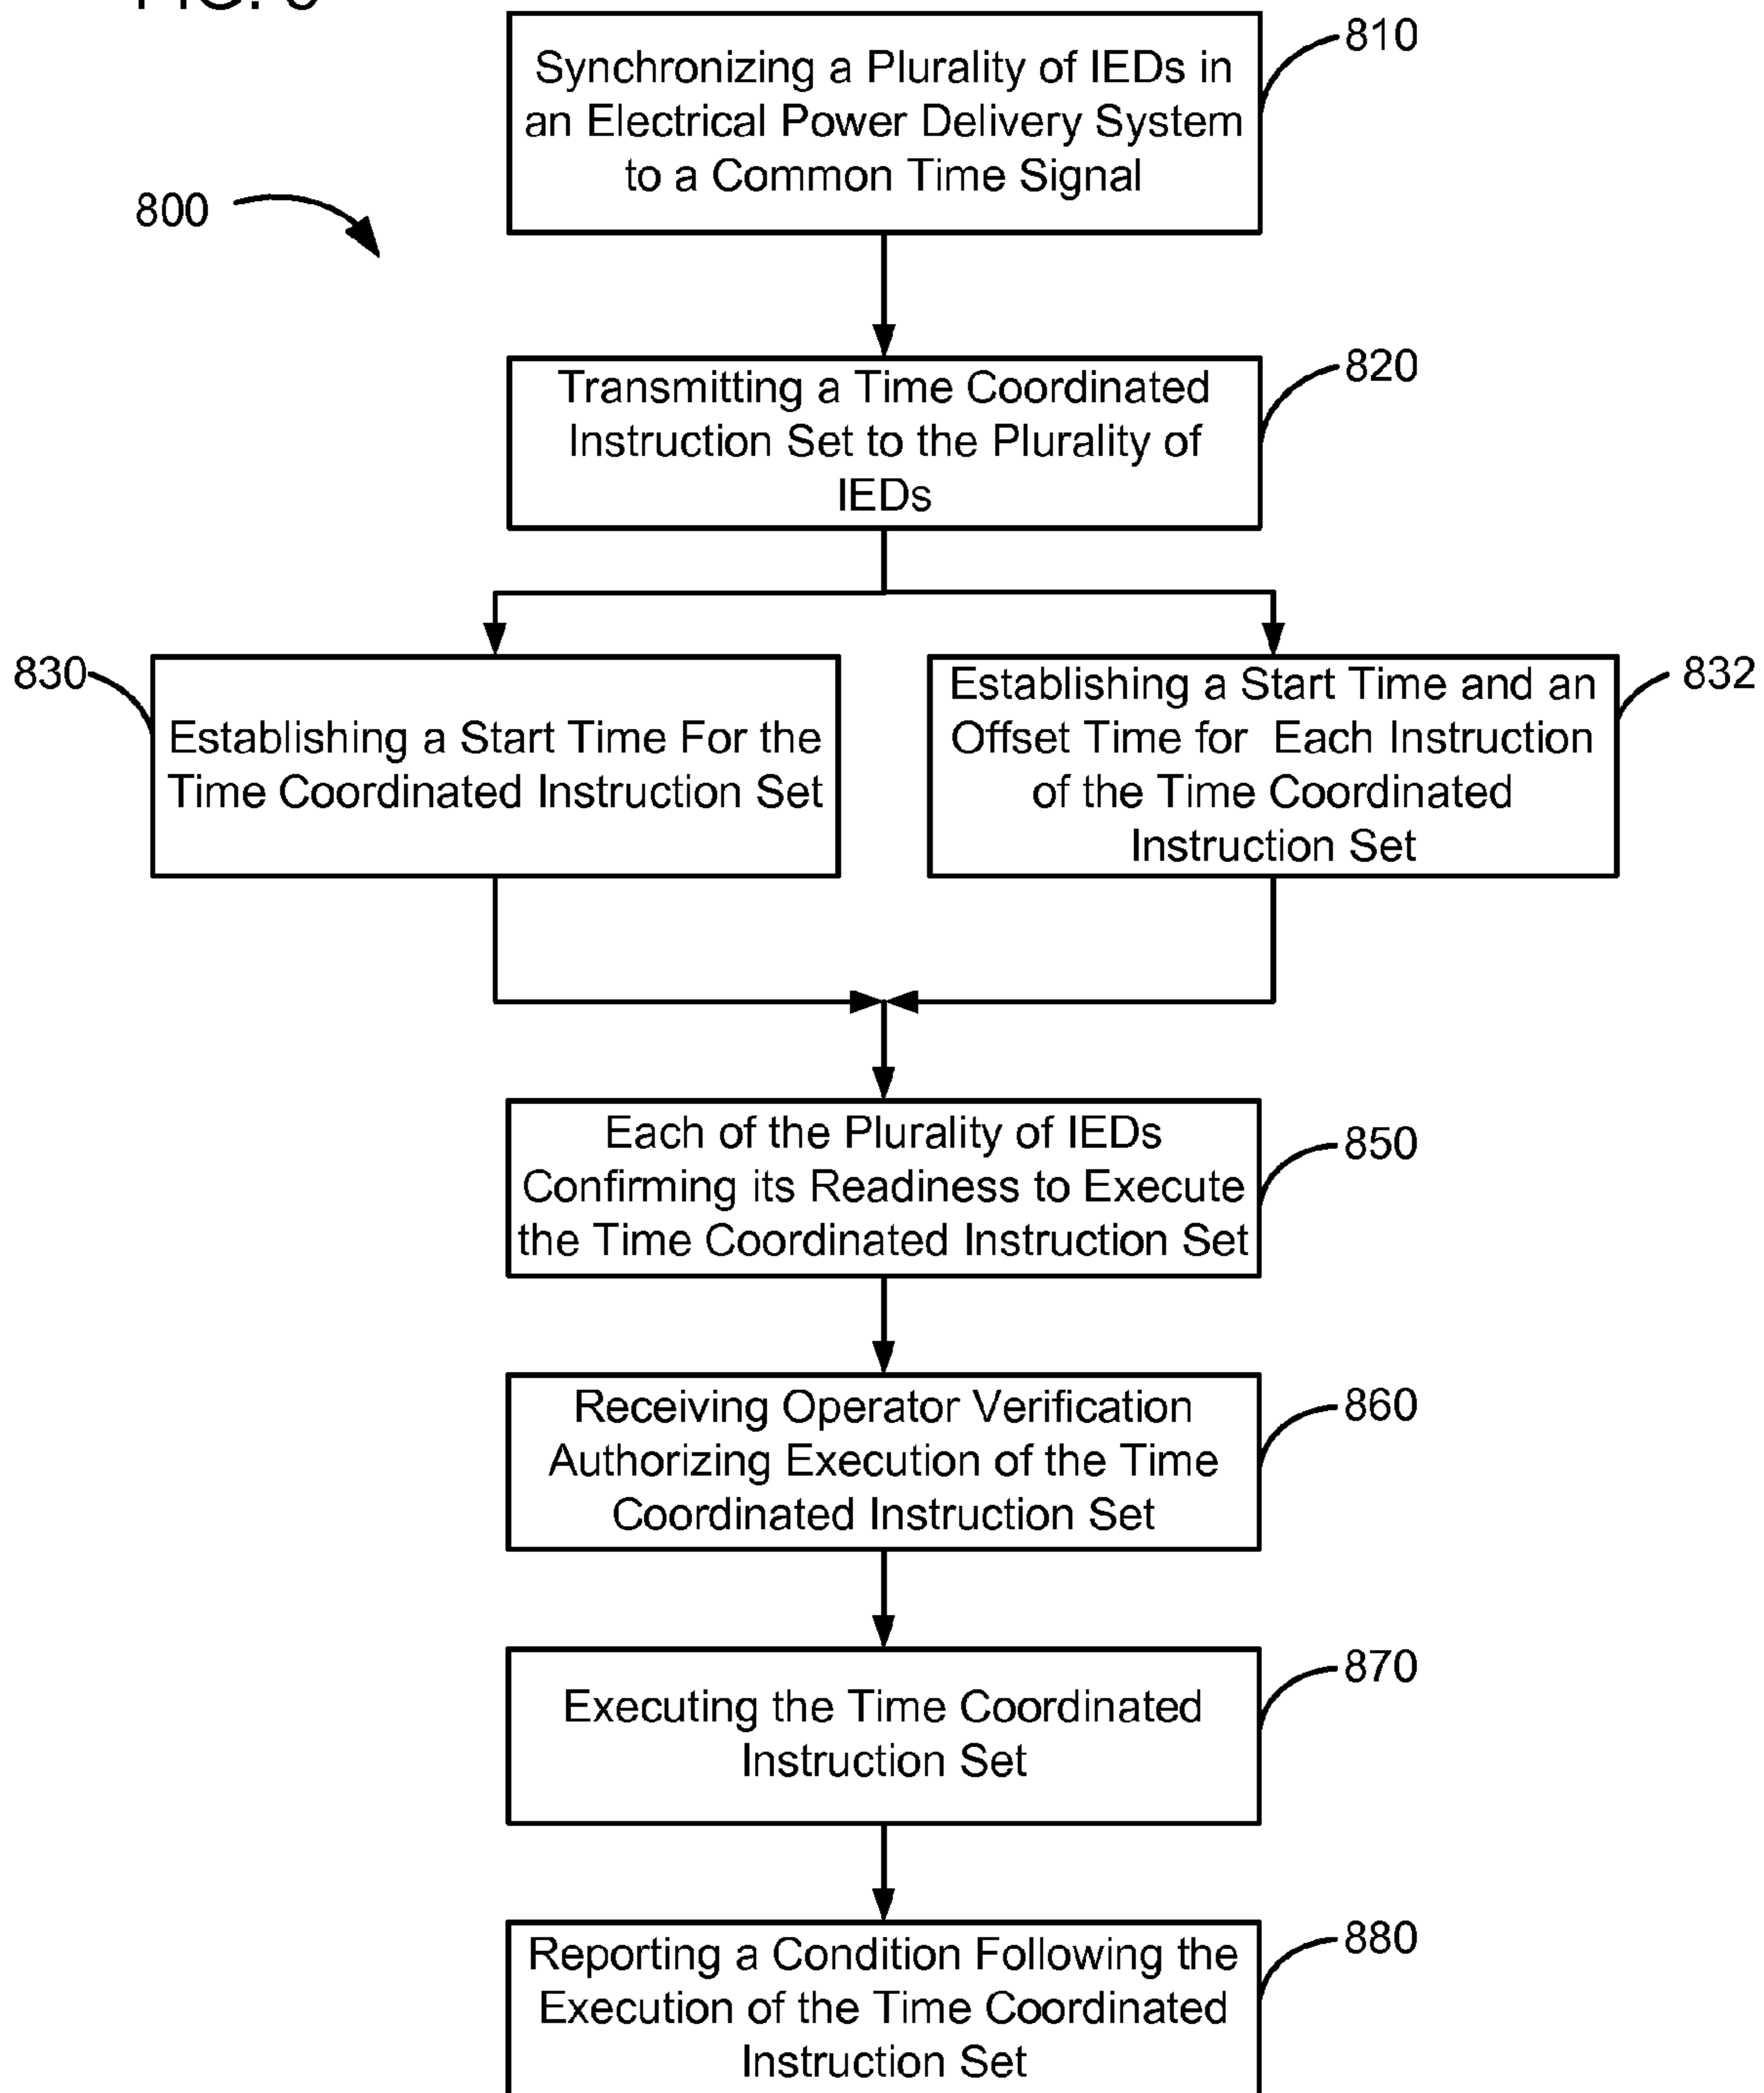 810
Synchronizing a Plurality of IEDs in
an Electrical Power Delivery System
to a Common Time Signal
800
820
Transmitting a Time Coordinated
Instruction Set to the Plurality of
IEDs
830
Establishing a Start Time For the
Time Coordinated Instruction Set
832
Establishing a Start Time and an
Offset Time for Each Instruction
of the Time Coordinated
Instruction Set
850
Each of the Plurality of IEDs
Confirming its Readiness to Execute
the Time Coordinated Instruction Set
860
Receiving Operator Verification
Authorizing Execution of the Time
Coordinated Instruction Set
870
Executing the Time Coordinated
Instruction Set
880
Reporting a Condition Following the
Execution of the Time Coordinated
Instruction Set